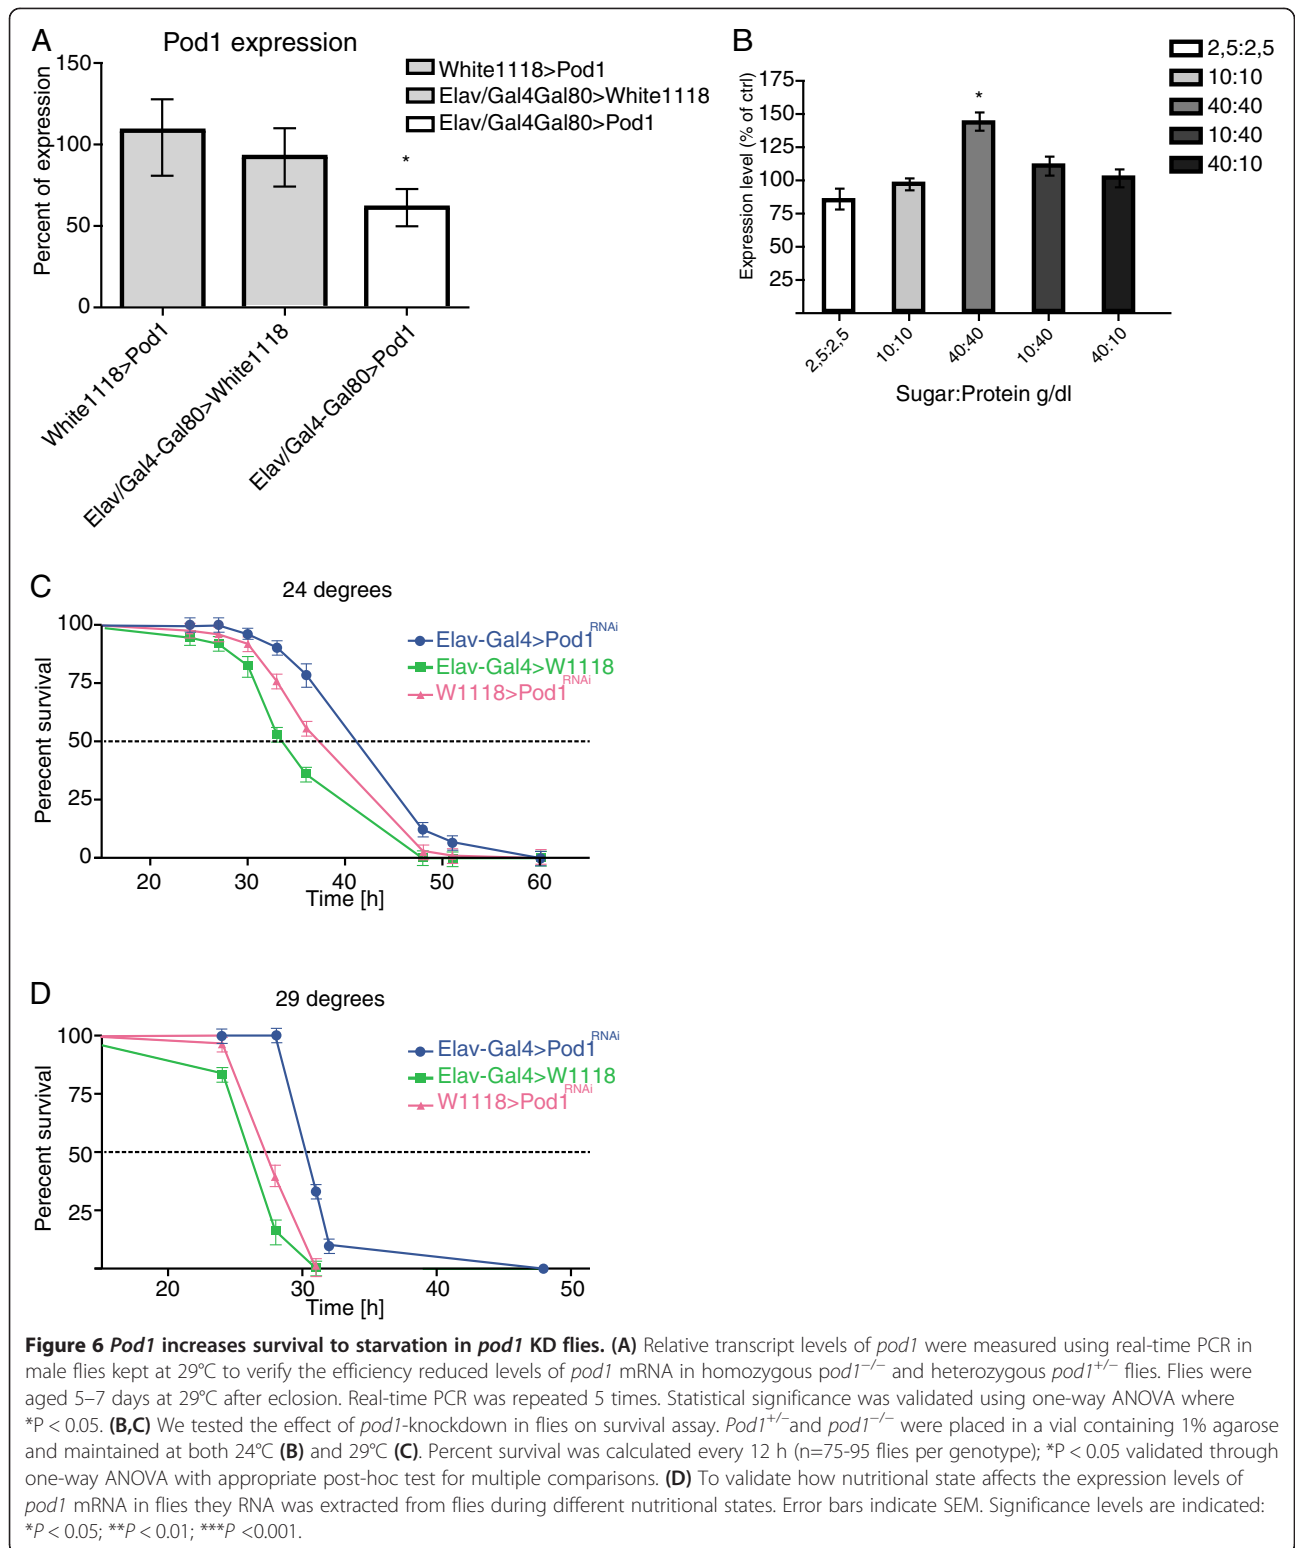 A
Pod1 expression
White1118>Pod1
Elav/Gal4Gal80>White1118
Elav/Gal4Gal80>Pod1
Percent of expression
150
100
50
0
*
White1118>Pod1
Elav/Gal4-Gal80>White1118
Elav/Gal4-Gal80>Pod1
B
2,5:2,5
10:10
40:40
10:40
40:10
Expression level (% of ctrl)
175
150
125
100
75
50
25
*
2,5:2,5
10:10
40:40
10:40
40:10
Sugar:Protein g/dl
C
24 degrees
Elav-Gal4>Pod1RNAi
Elav-Gal4>W1118
W1118>Pod1RNAi
Perecent survival
100
75
50
25
0
20 30 40 50 60
Time [h]
D
29 degrees
Elav-Gal4>Pod1RNAi
Elav-Gal4>W1118
W1118>Pod1RNAi
Perecent survival
100
75
50
25
20 30 40 50
Time [h]
Figure 6 Pod1 increases survival to starvation in pod1 KD flies. (A) Relative transcript levels of pod1 were measured using real-time PCR in
male flies kept at 29°C to verify the efficiency reduced levels of pod1 mRNA in homozygous pod1−/− and heterozygous pod1+/− flies. Flies were
aged 5–7 days at 29°C after eclosion. Real-time PCR was repeated 5 times. Statistical significance was validated using one-way ANOVA where
*P < 0.05. (B,C) We tested the effect of pod1-knockdown in flies on survival assay. Pod1+/−and pod1−/− were placed in a vial containing 1% agarose
and maintained at both 24°C (B) and 29°C (C). Percent survival was calculated every 12 h (n=75-95 flies per genotype); *P < 0.05 validated through
one-way ANOVA with appropriate post-hoc test for multiple comparisons. (D) To validate how nutritional state affects the expression levels of
pod1 mRNA in flies they RNA was extracted from flies during different nutritional states. Error bars indicate SEM. Significance levels are indicated:
*P < 0.05; **P < 0.01; ***P <0.001.